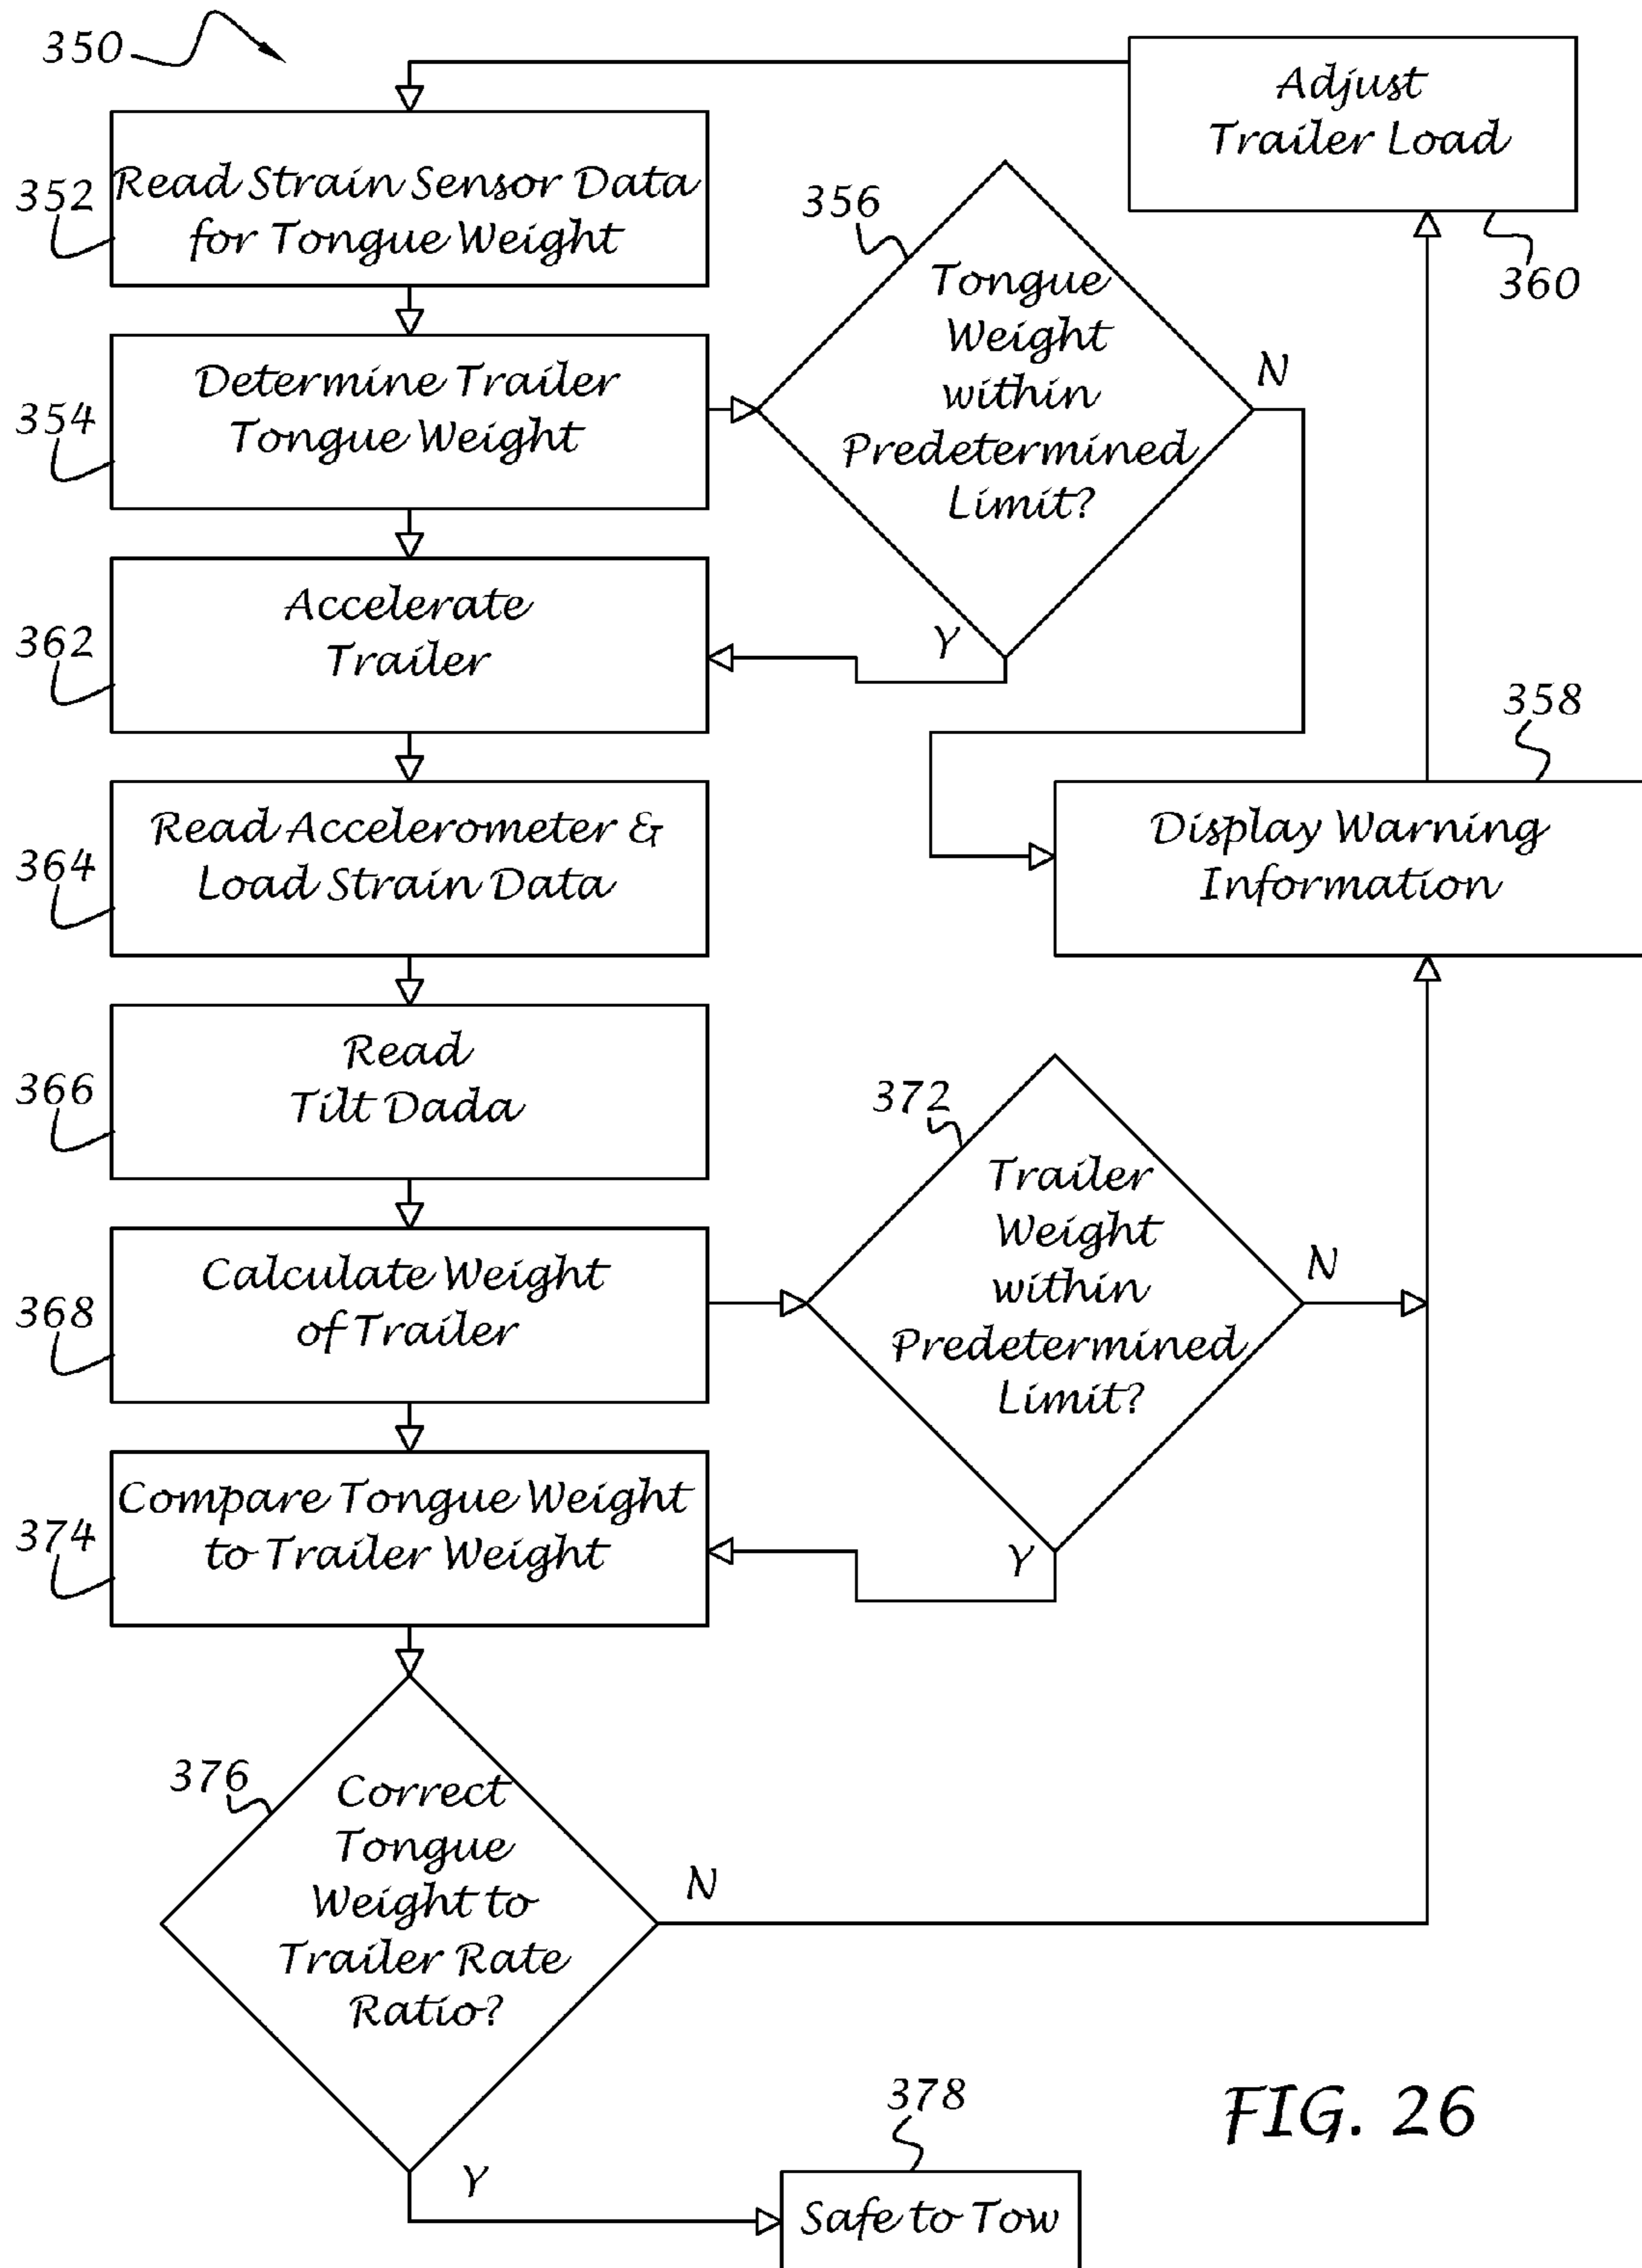 350
Adjust
Trailer Load
360
352
Read Strain Sensor Data
for Tongue Weight
356
Tongue
Weight
within
Predetermined
Limit?
N
Y
354
Determine Trailer
Tongue Weight
362
Accelerate
Trailer
358
Display Warning
Information
364
Read Accelerometer &
Load Strain Data
366
Read
Tilt Dada
372
Trailer
Weight
within
Predetermined
Limit?
N
Y
368
Calculate Weight
of Trailer
374
Compare Tongue Weight
to Trailer Weight
376
Correct
Tongue
Weight to
Trailer Rate
Ratio?
N
Y
378
Safe to Tow
FIG. 26